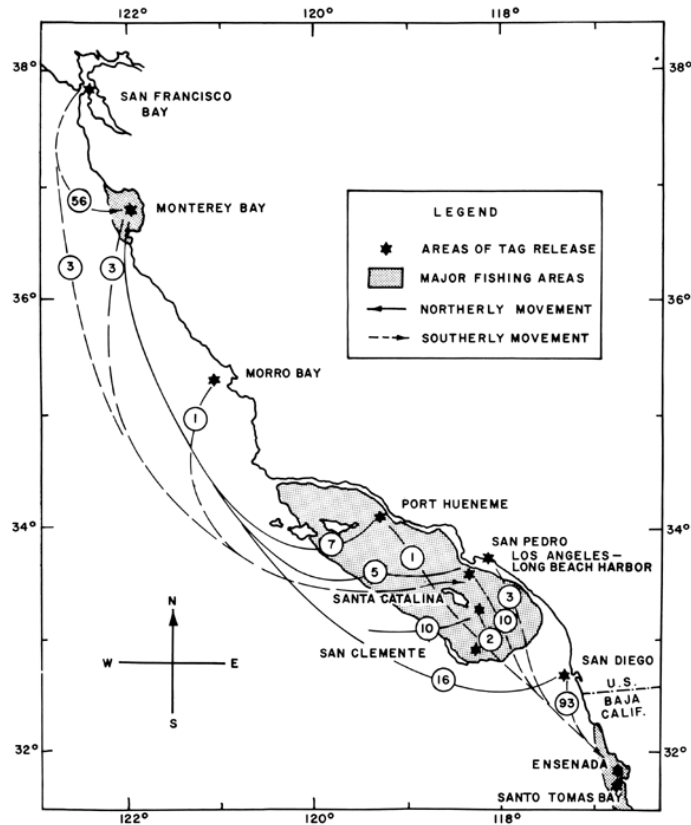 122°
120°
118°
38°
38°
SAN FRANCISCO
BAY
56
MONTEREY BAY
LEGEND
AREAS OF TAG RELEASE
MAJOR FISHING AREAS
NORTHERLY MOVEMENT
SOUTHERLY MOVEMENT
3
3
36°
36°
MORRO BAY
1
PORT HUENEME
34°
34°
SAN PEDRO
LOS ANGELES—
LONG BEACH HARBOR
7
1
5
SANTA CATALINA
3
10
10
2
N
W
E
S
SAN CLEMENTE
16
SAN DIEGO
U.S.
BAJA
CALIF.
93
32°
32°
ENSENADA
SANTO TOMAS BAY
122°
120°
118°